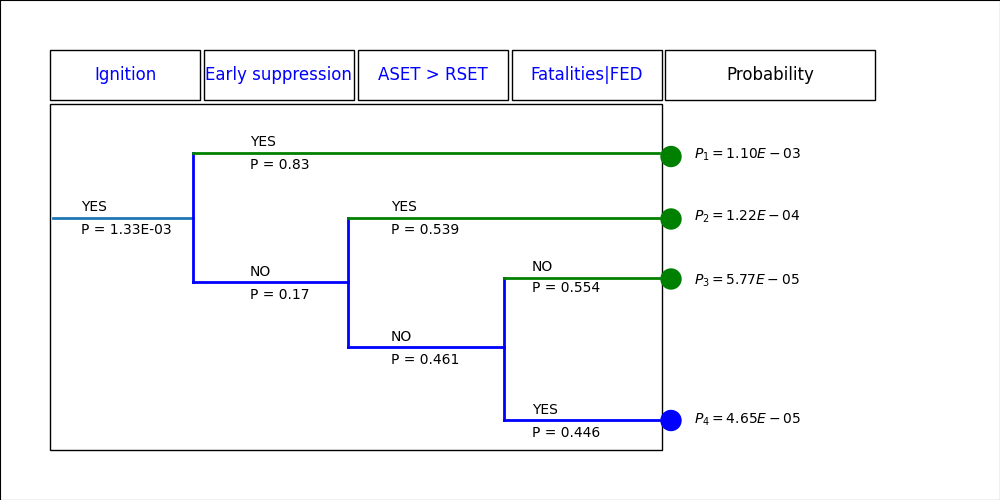 Ignition
Early suppression
ASET > RSET
Fatalities|FED
Probability
YES
P = 0.83
P₁ = 1.10E − 03
YES
P = 1.33E-03
YES
P = 0.539
P₂ = 1.22E − 04
NO
P = 0.17
NO
P = 0.554
P₃ = 5.77E − 05
NO
P = 0.461
YES
P = 0.446
P₄ = 4.65E − 05